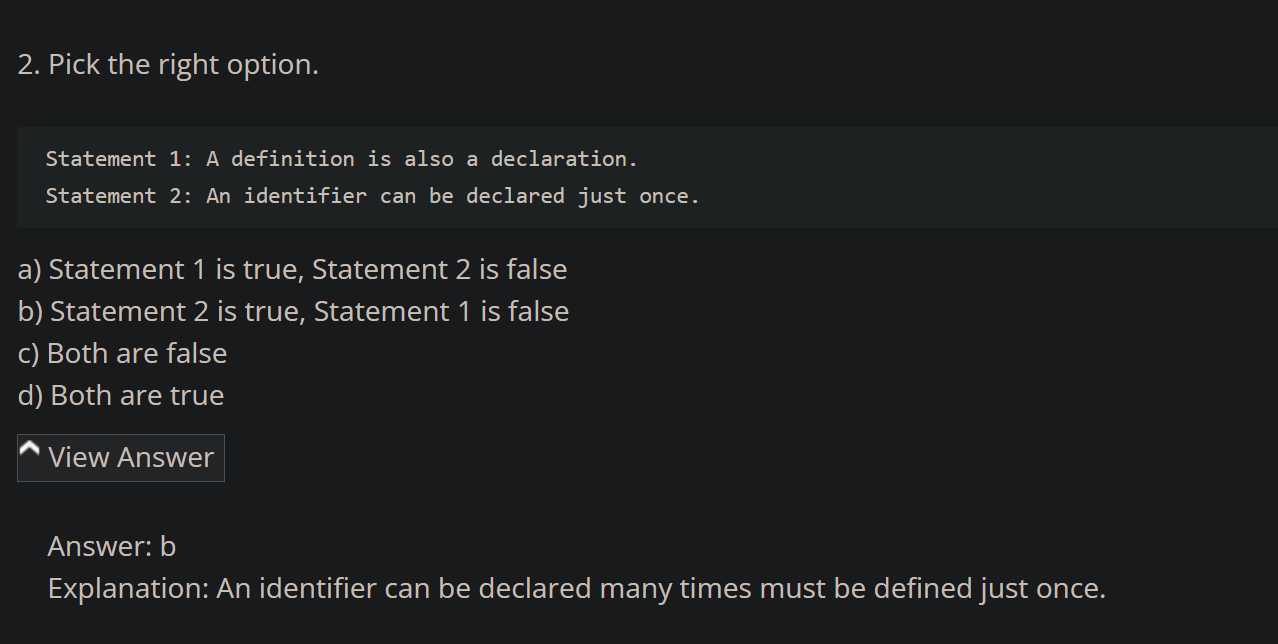 2. Pick the right option.
Statement 1: A definition is also a declaration.
Statement 2: An identifier can be declared just once.
a) Statement 1 is true, Statement 2 is false
b) Statement 2 is true, Statement 1 is false
c) Both are false
d) Both are true
View Answer
Answer: b
Explanation: An identifier can be declared many times must be defined just once.